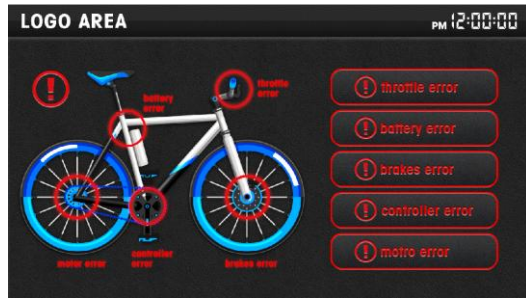 LOGO AREA
PM 12:00:00
throttle
error
battery
error
motor error
controller
error
brakes error
throttle error
battery error
brakes error
controller error
motro error